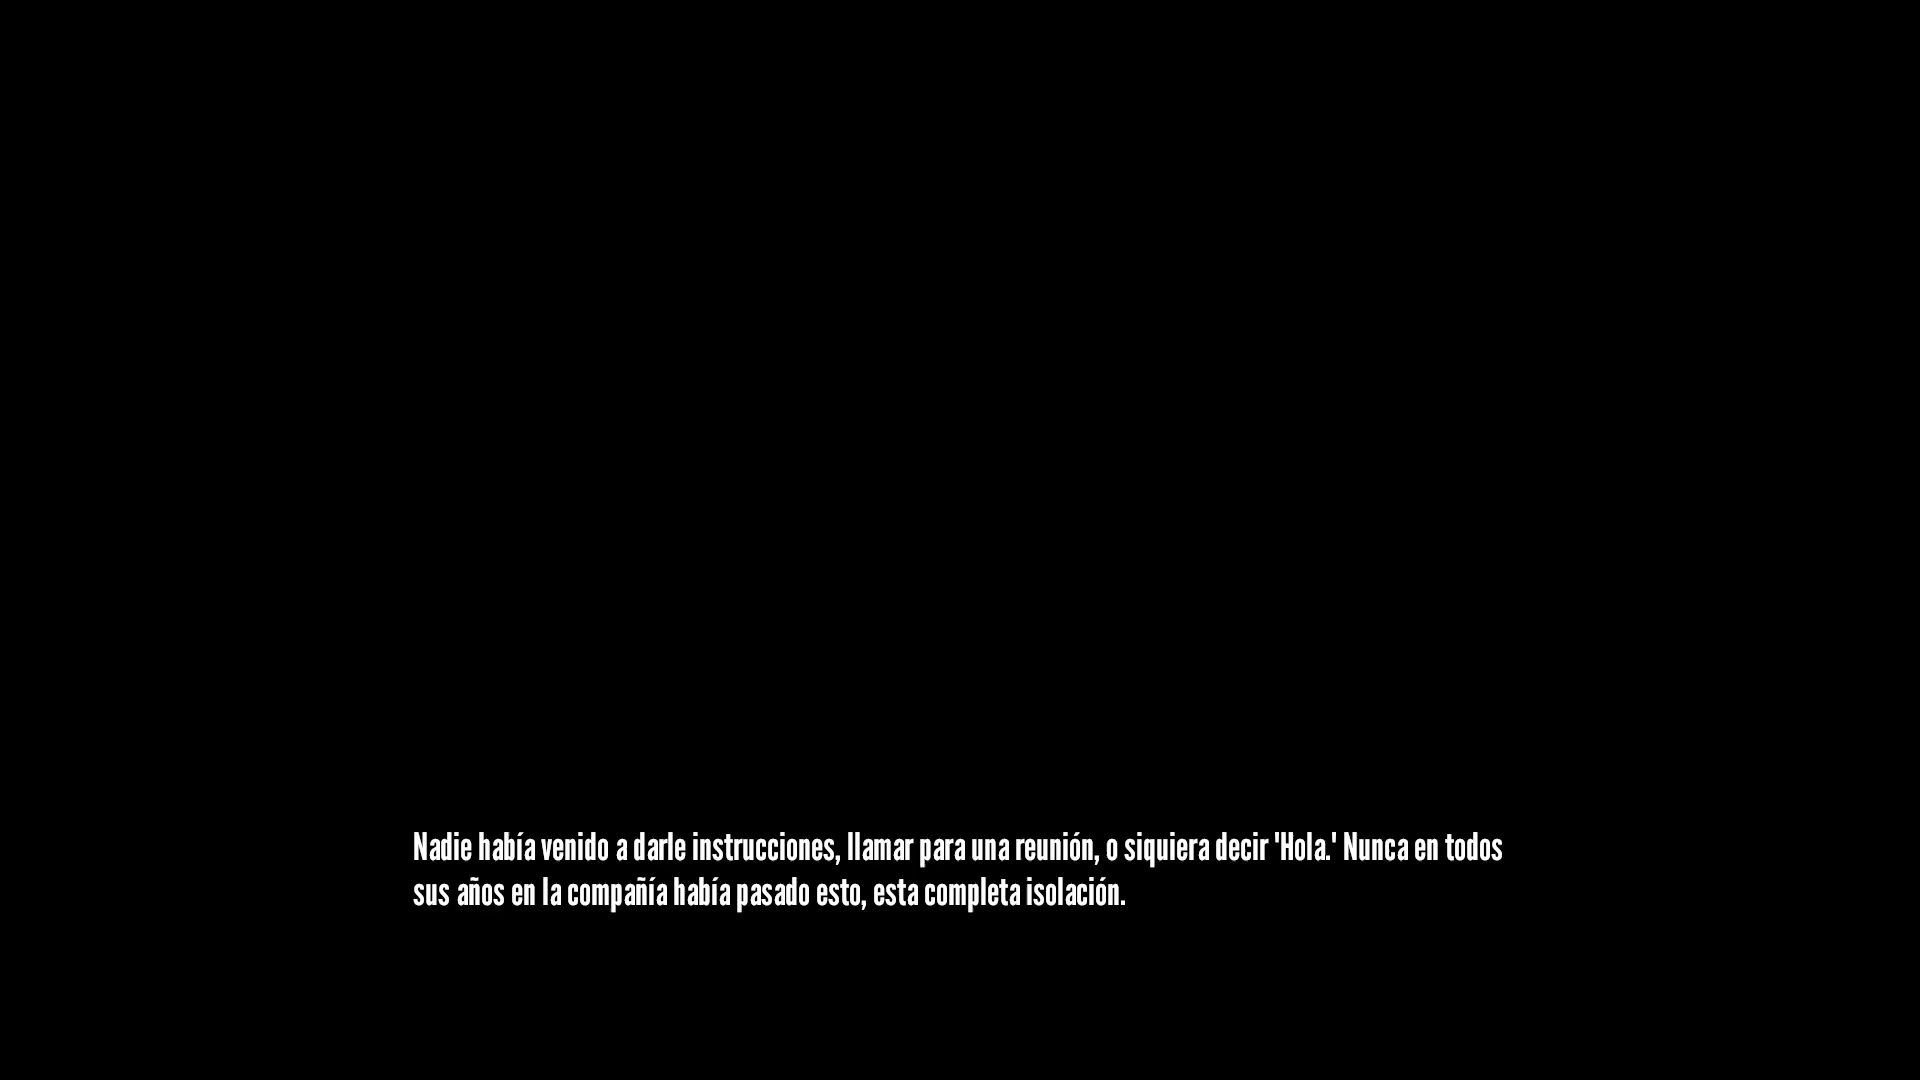 Nadie había venido a darle instrucciones, llamar para una reunión, o siquiera decir 'Hola.' Nunca en todos
sus años en la compañía había pasado esto, esta completa isolación.